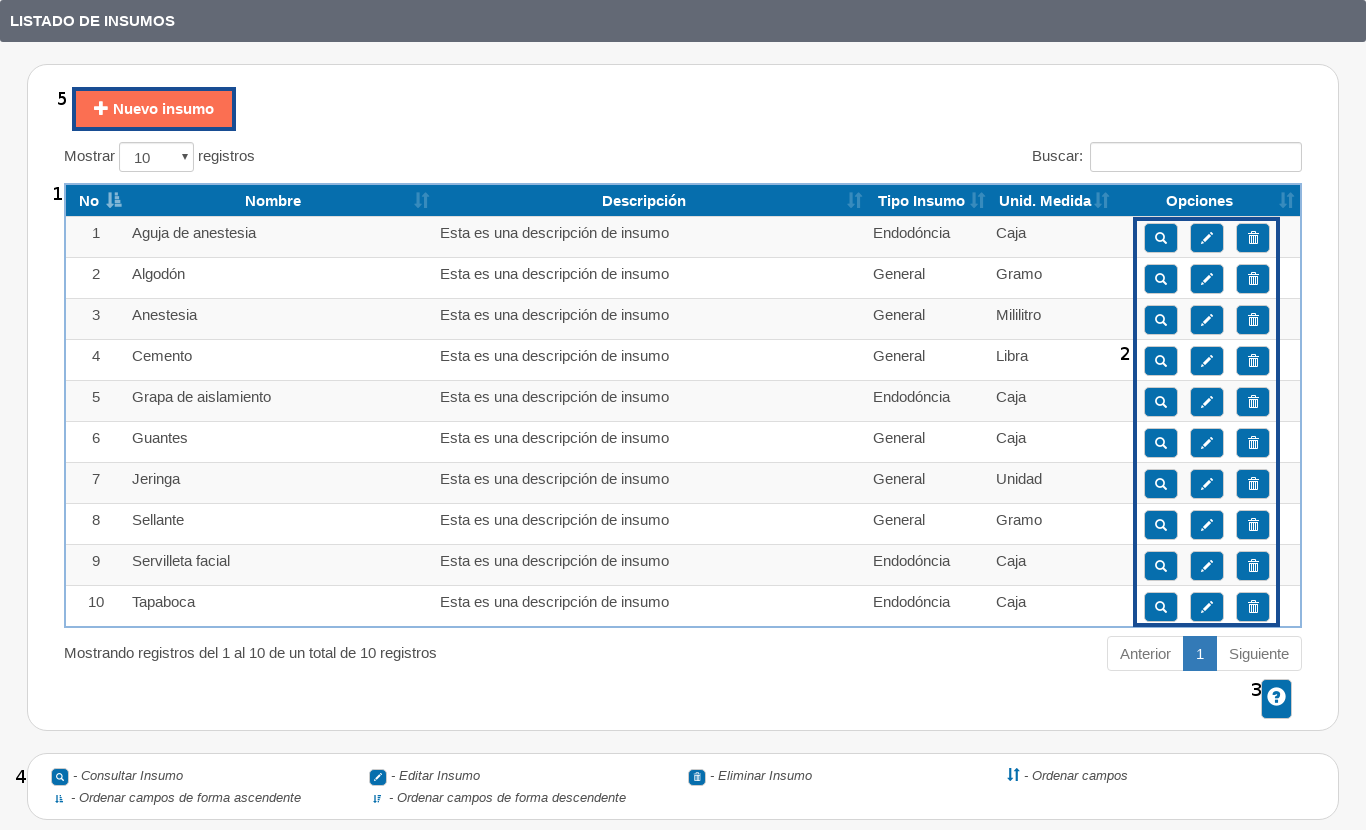 LISTADO DE INSUMOS
5 Nuevo insumo
Mostrar 10 registros Buscar:
1 No Nombre Descripción Tipo Insumo Unid. Medida Opciones
1 Aguja de anestesia Esta es una descripción de insumo Endodóncia Caja
2 Algodón Esta es una descripción de insumo General Gramo
3 Anestesia Esta es una descripción de insumo General Mililitro
4 Cemento Esta es una descripción de insumo General Libra 2
5 Grapa de aislamiento Esta es una descripción de insumo Endodóncia Caja
6 Guantes Esta es una descripción de insumo General Caja
7 Jeringa Esta es una descripción de insumo General Unidad
8 Sellante Esta es una descripción de insumo General Gramo
9 Servilleta facial Esta es una descripción de insumo Endodóncia Caja
10 Tapaboca Esta es una descripción de insumo Endodóncia Caja
Mostrando registros del 1 al 10 de un total de 10 registros Anterior 1 Siguiente
3 ?
4 - Consultar Insumo - Editar Insumo - Eliminar Insumo - Ordenar campos
- Ordenar campos de forma ascendente - Ordenar campos de forma descendente